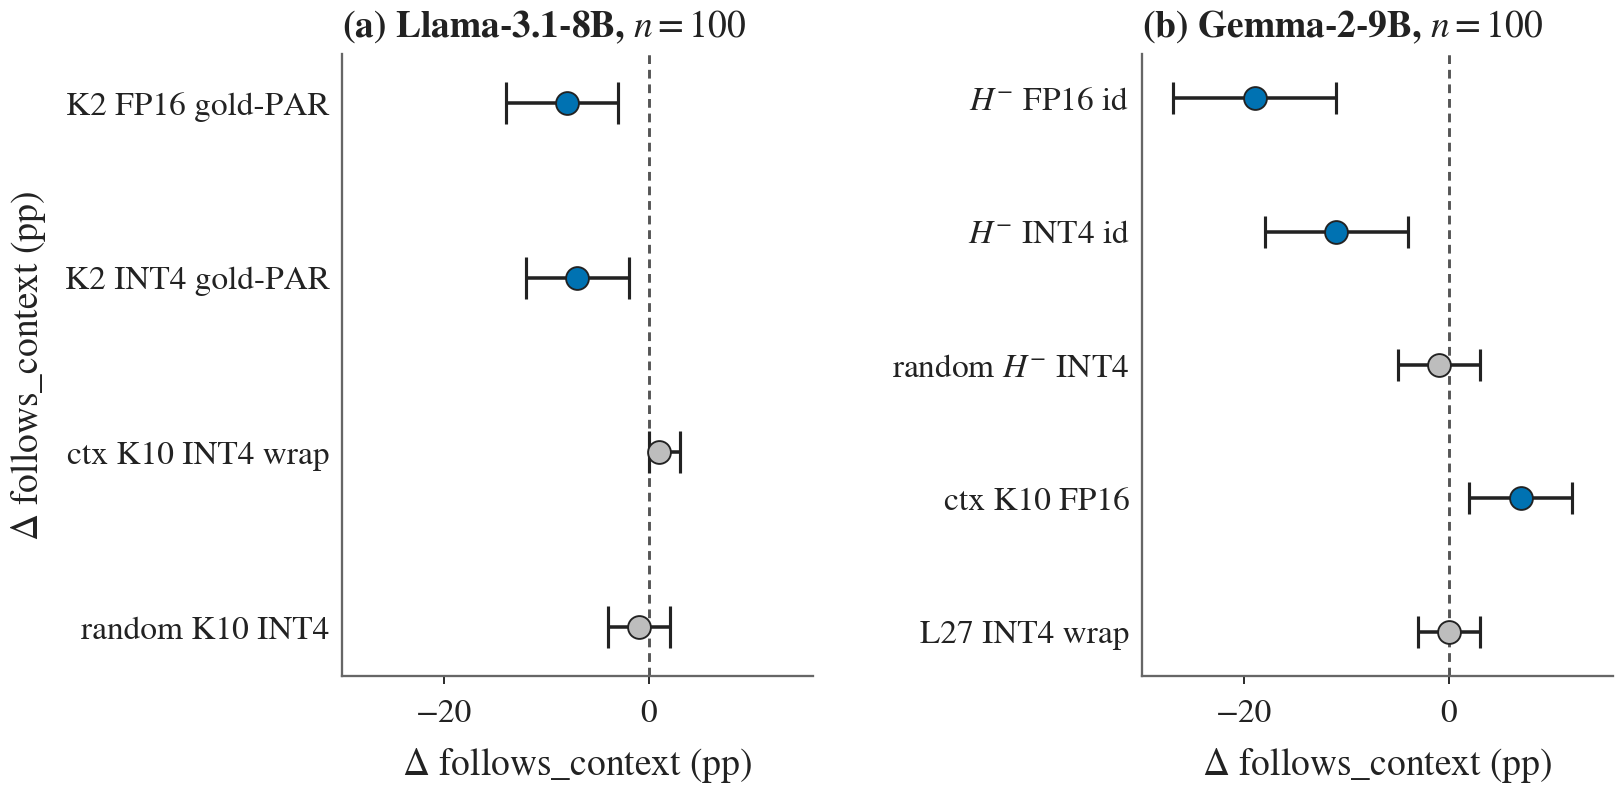 (a) Llama-3.1-8B, n = 100
Δ follows_context (pp)
K2 FP16 gold-PAR
K2 INT4 gold-PAR
ctx K10 INT4 wrap
random K10 INT4
−20
0
Δ follows_context (pp)
(b) Gemma-2-9B, n = 100
H⁻ FP16 id
H⁻ INT4 id
random H⁻ INT4
ctx K10 FP16
L27 INT4 wrap
−20
0
Δ follows_context (pp)